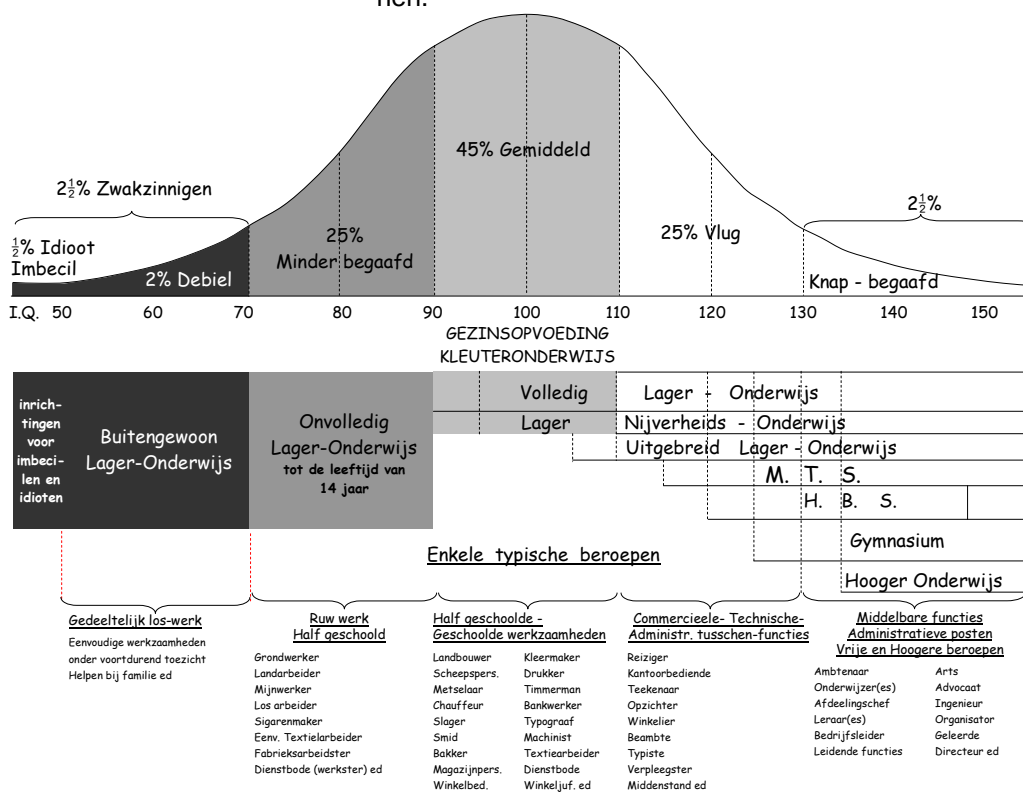 nen.
45% Gemiddeld
2½% Zwakzinnigen
2½%
½% Idioot
Imbecil
2% Debiel
25%
Minder begaafd
25% Vlug
Knap - begaafd
I.Q. 50 60 70 80 90 100 110 120 130 140 150
GEZINSOPVOEDING
KLEUTERONDERWIJS
inrich-
tingen
voor
imbeci-
len en
idioten
Buitengewoon
Lager-Onderwijs
Onvolledig
Lager-Onderwijs
tot de leeftijd van
14 jaar
Volledig Lager - Onderwijs
Lager Nijverheids - Onderwijs
Uitgebreid Lager - Onderwijs
M. T. S.
H. B. S.
Gymnasium
Hooger Onderwijs
Enkele typische beroepen
Gedeeltelijk los-werk
Eenvoudige werkzaamheden
onder voortdurend toezicht
Helpen bij familie ed
Ruw werk
Half geschoold
Grondwerker
Landarbeider
Mijnwerker
Los arbeider
Sigarenmaker
Eenv. Textielarbeider
Fabrieksarbeidster
Dienstbode (werkster) ed
Half geschoolde -
Geschoolde werkzaamheden
Landbouwer
Scheepspers.
Metselaar
Chauffeur
Slager
Smid
Bakker
Magazijnpers.
Winkelbed.
Kleermaker
Drukker
Timmerman
Bankwerker
Typograaf
Machinist
Textiearbeider
Dienstbode
Winkeljuf. ed
Commercieele- Technische-
Administr. tusschen-functies
Reiziger
Kantoorbediende
Teekenaar
Opzichter
Winkelier
Beambte
Typiste
Verpleegster
Middenstand ed
Middelbare functies
Administratieve posten
Vrije en Hoogere beroepen
Ambtenaar
Onderwijzer(es)
Afdeelingschef
Leraar(es)
Bedrijfsleider
Leidende functies
Arts
Advocaat
Ingenieur
Organisator
Geleerde
Directeur ed